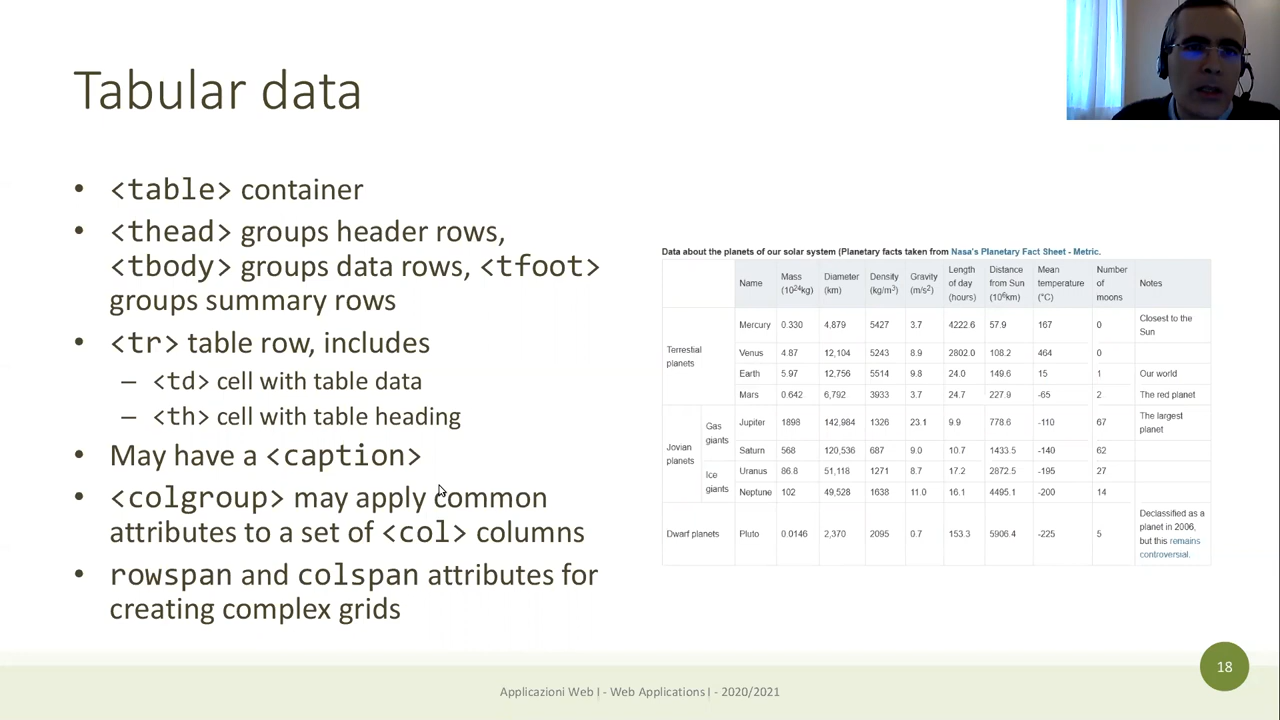 Tabular data
• <table> container
• <thead> groups header rows,
<tbody> groups data rows, <tfoot>
groups summary rows
• <tr> table row, includes
– <td> cell with table data
– <th> cell with table heading
• May have a <caption>
• <colgroup> may apply common
attributes to a set of <col> columns
• rowspan and colspan attributes for
creating complex grids
Data about the planets of our solar system (Planetary facts taken from Nasa's Planetary Fact Sheet - Metric.
Name Mass (10²⁴kg) Diameter (km) Density (kg/m³) Gravity (m/s²) Length of day (hours) Distance from Sun (10⁶km) Mean temperature (°C) Number of moons Notes
Terrestial planets Mercury 0.330 4,879 5427 3.7 4222.6 57.9 167 0 Closest to the Sun
Venus 4.87 12,104 5243 8.9 2802.0 108.2 464 0
Earth 5.97 12,756 5514 9.8 24.0 149.6 15 1 Our world
Mars 0.642 6,792 3933 3.7 24.7 227.9 -65 2 The red planet
Jovian planets Gas giants Jupiter 1898 142,984 1326 23.1 9.9 778.6 -110 67 The largest planet
Saturn 568 120,536 687 9.0 10.7 1433.5 -140 62
Ice giants Uranus 86.8 51,118 1271 8.7 17.2 2872.5 -195 27
Neptune 102 49,528 1638 11.0 16.1 4495.1 -200 14
Dwarf planets Pluto 0.0146 2,370 2095 0.7 153.3 5906.4 -225 5 Declassified as a planet in 2006, but this remains controversial.
Applicazioni Web I - Web Applications I - 2020/2021
18